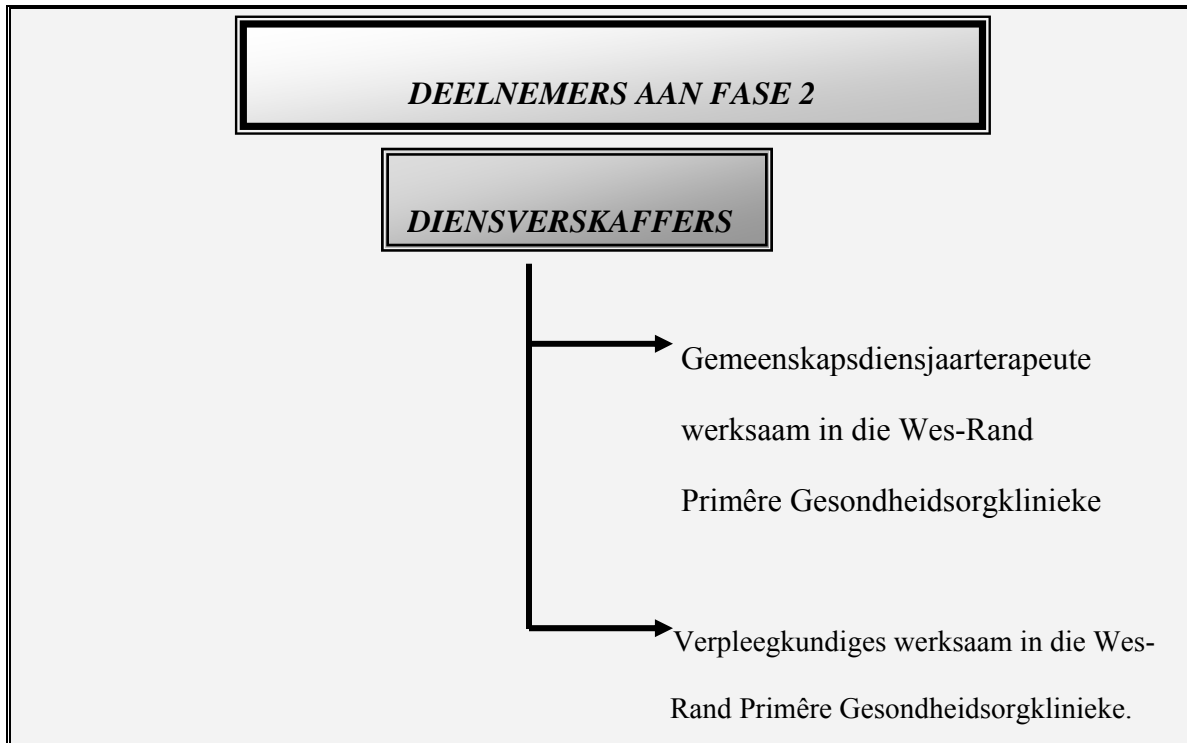 DEELNEMERS AAN FASE 2
DIENSVERSKAFFERS
Gemeenskapsdiensjaarterapeute
werksaam in die Wes-Rand
Primêre Gesondheidsorgklinieke
Verpleegkundiges werksaam in die Wes-
Rand Primêre Gesondheidsorgklinieke.